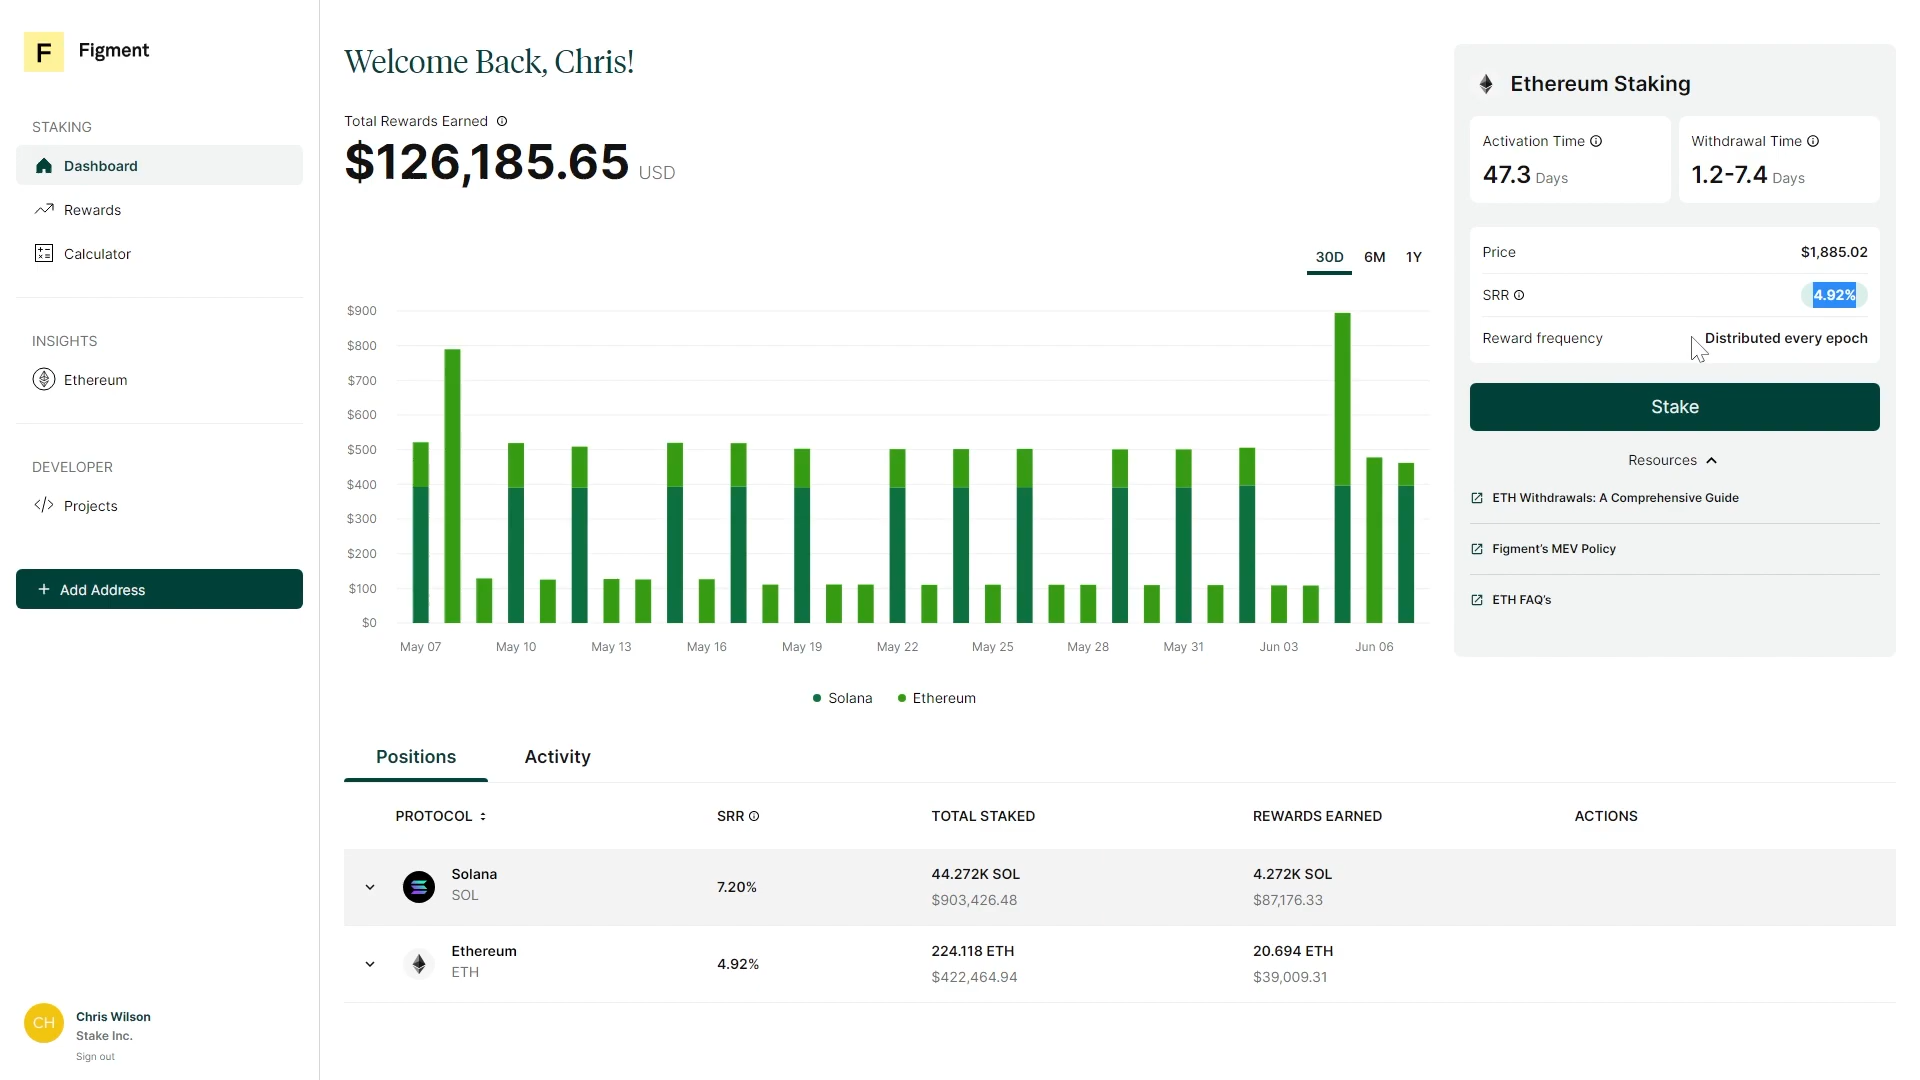 F Figment
STAKING
Dashboard
Rewards
Calculator
INSIGHTS
Ethereum
DEVELOPER
Projects
+ Add Address
CH
Chris Wilson
Stake Inc.
Sign out
Welcome Back, Chris!
Total Rewards Earned
$126,185.65 USD
30D 6M 1Y
$900
$800
$700
$600
$500
$400
$300
$200
$100
$0
May 07 May 10 May 13 May 16 May 19 May 22 May 25 May 28 May 31 Jun 03 Jun 06
Solana Ethereum
Ethereum Staking
Activation Time
47.3 Days
Withdrawal Time
1.2-7.4 Days
Price $1,885.02
SRR 4.92%
Reward frequency Distributed every epoch
Stake
Resources
ETH Withdrawals: A Comprehensive Guide
Figment's MEV Policy
ETH FAQ's
Positions Activity
PROTOCOL SRR TOTAL STAKED REWARDS EARNED ACTIONS
Solana
SOL
7.20%
44.272K SOL
$903,426.48
4.272K SOL
$87,176.33
Ethereum
ETH
4.92%
224.118 ETH
$422,464.94
20.694 ETH
$39,009.31